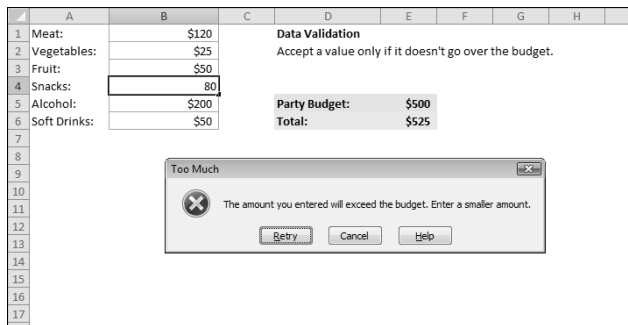 A B C D E F G H
1 Meat: $120 Data Validation
2 Vegetables: $25 Accept a value only if it doesn't go over the budget.
3 Fruit: $50
4 Snacks: 80
5 Alcohol: $200 Party Budget: $500
6 Soft Drinks: $50 Total: $525
7
8
9 Too Much
10
11 The amount you entered will exceed the budget. Enter a smaller amount.
12
13 Retry Cancel Help
14
15
16
17